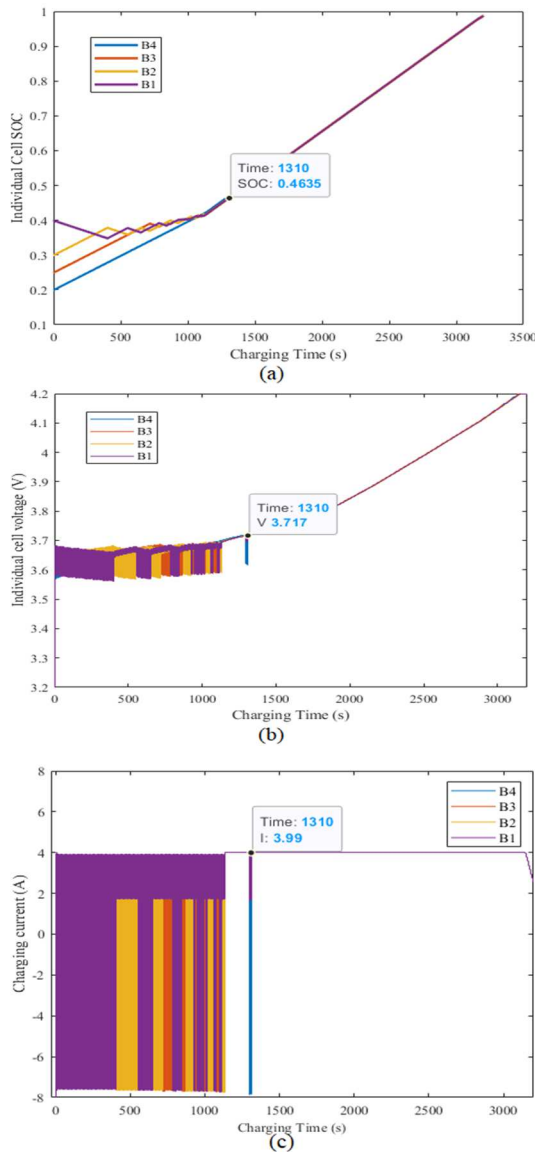 1
0.9
0.8
0.7
0.6
0.5
0.4
0.3
0.2
0.1
Individual Cell SOC
B4
B3
B2
B1
Time: 1310
SOC: 0.4635
0 500 1000 1500 2000 2500 3000 3500
Charging Time (s)
(a)
4.2
4.1
4
3.9
3.8
3.7
3.6
3.5
3.4
3.3
3.2
Individual cell voltage (V)
B4
B3
B2
B1
Time: 1310
V 3.717
0 500 1000 1500 2000 2500 3000
Charging Time (s)
(b)
8
6
4
2
0
-2
-4
-6
-8
Charging current (A)
B4
B3
B2
B1
Time: 1310
I: 3.99
0 500 1000 1500 2000 2500 3000
Charging Time (s)
(c)